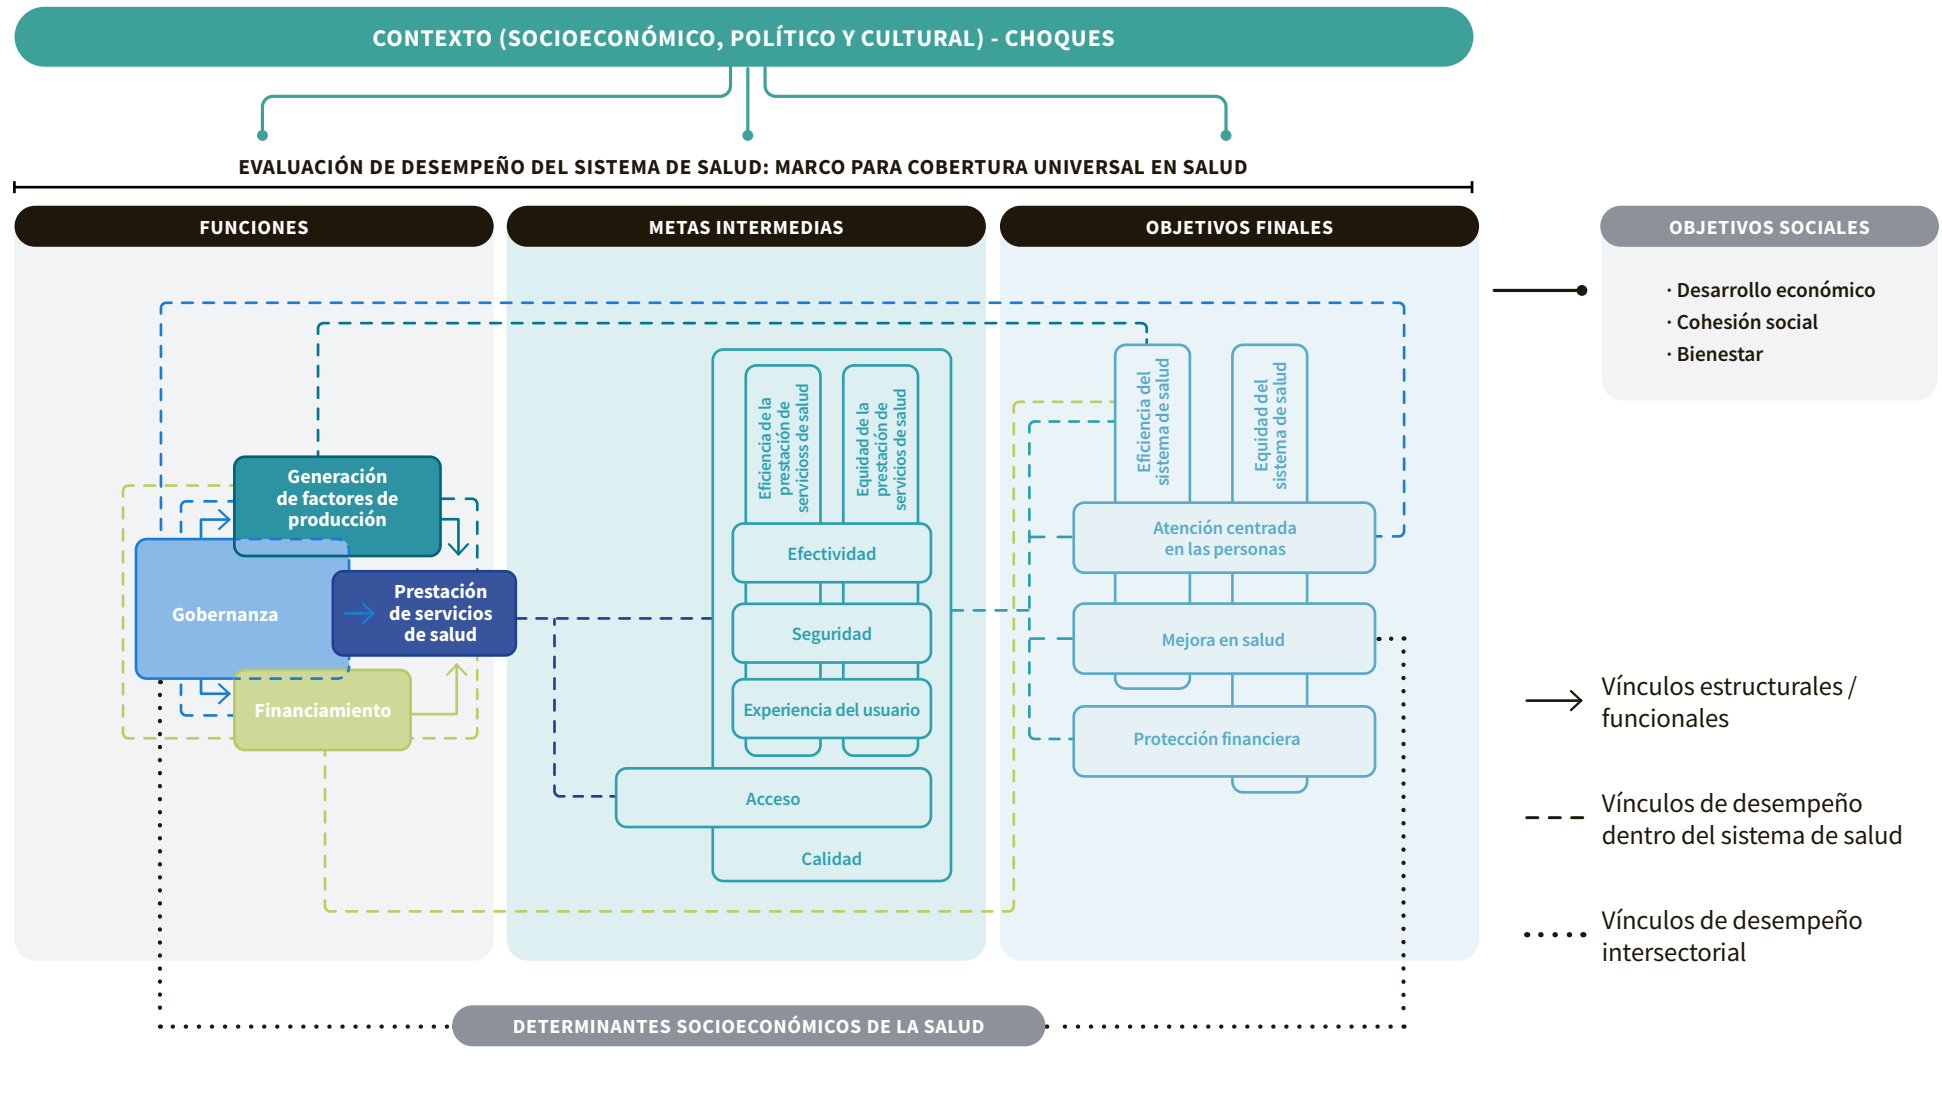 CONTEXTO (SOCIOECONÓMICO, POLÍTICO Y CULTURAL) - CHOQUES
EVALUACIÓN DE DESEMPEÑO DEL SISTEMA DE SALUD: MARCO PARA COBERTURA UNIVERSAL EN SALUD
FUNCIONES
METAS INTERMEDIAS
OBJETIVOS FINALES
OBJETIVOS SOCIALES
· Desarrollo económico
· Cohesión social
· Bienestar
Generación
de factores de
producción
Gobernanza
Prestación
de servicios
de salud
Financiamiento
Eficiencia de la
prestación de
servicioss de salud
Equidad de la
prestación de
servicios de salud
Efectividad
Seguridad
Experiencia del usuario
Acceso
Calidad
Eficiencia del
sistema de salud
Equidad del
sistema de salud
Atención centrada
en las personas
Mejora en salud
Protección financiera
Vínculos estructurales /
funcionales
Vínculos de desempeño
dentro del sistema de salud
Vínculos de desempeño
intersectorial
DETERMINANTES SOCIOECONÓMICOS DE LA SALUD